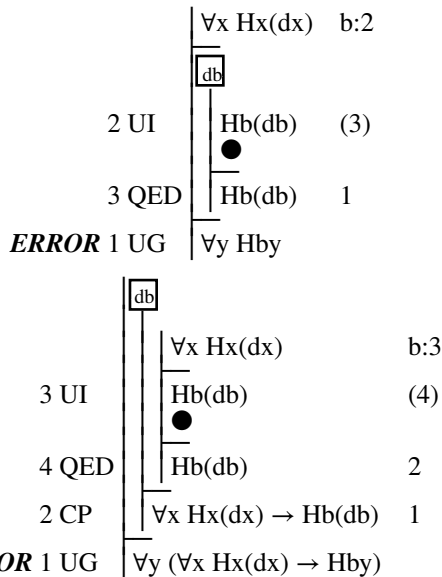 ∀x Hx(dx) b:2
db
2 UI Hb(db) (3)
●
3 QED Hb(db) 1
ERROR 1 UG ∀y Hby
db
∀x Hx(dx) b:3
3 UI Hb(db) (4)
●
4 QED Hb(db) 2
2 CP ∀x Hx(dx) → Hb(db) 1
OR 1 UG ∀y (∀x Hx(dx) → Hby)